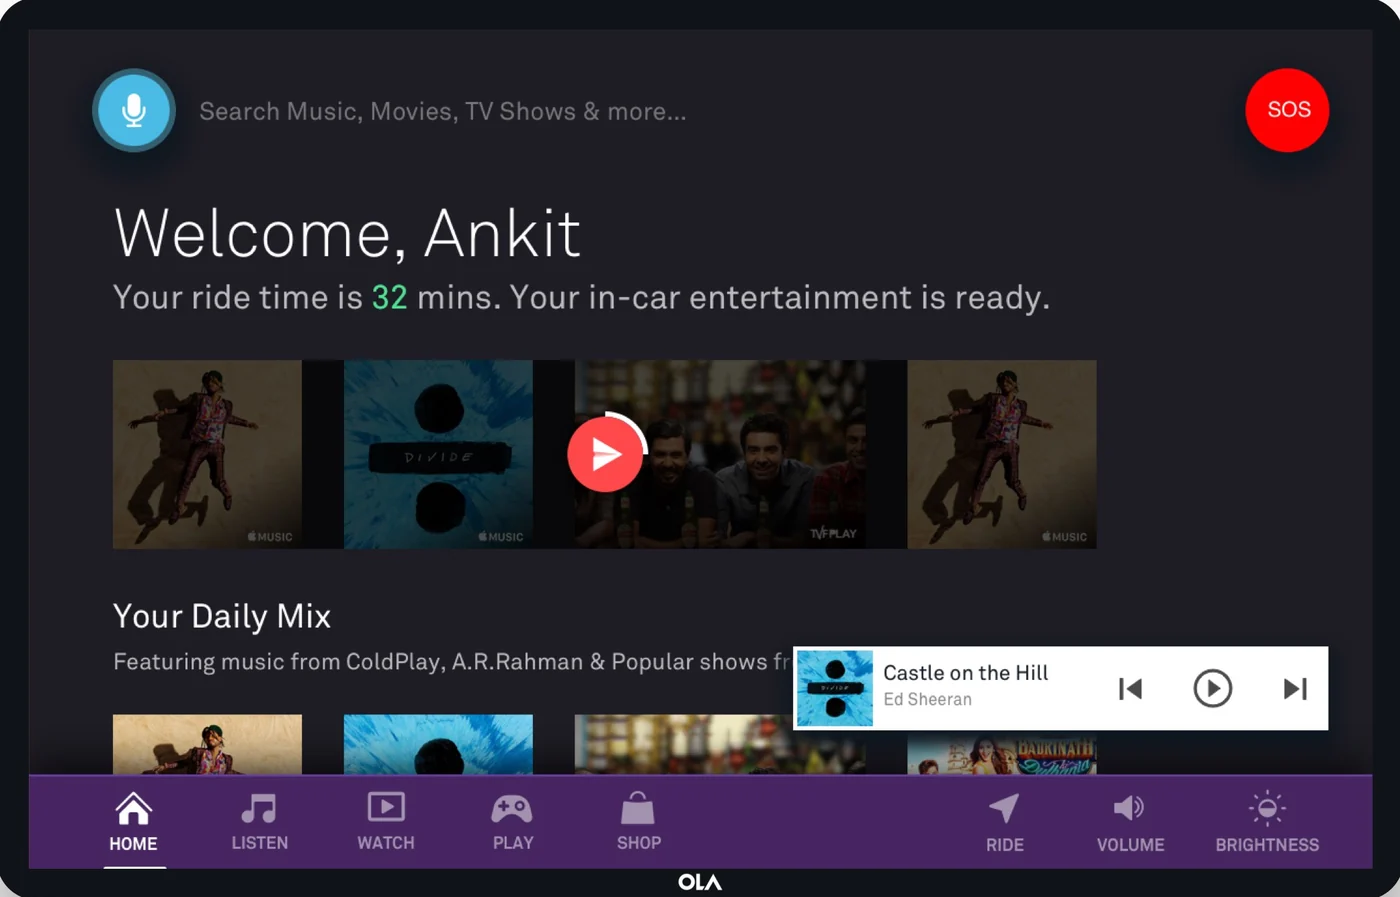 Search Music, Movies, TV Shows & more...
SOS
Welcome, Ankit
Your ride time is 32 mins. Your in-car entertainment is ready.
DIVIDE
MUSIC
MUSIC
TVFPLAY
MUSIC
Your Daily Mix
Featuring music from ColdPlay, A.R.Rahman & Popular shows fr
Castle on the Hill
Ed Sheeran
DIVIDE
BADRINATH
HOME
LISTEN
WATCH
PLAY
SHOP
RIDE
VOLUME
BRIGHTNESS
OLA